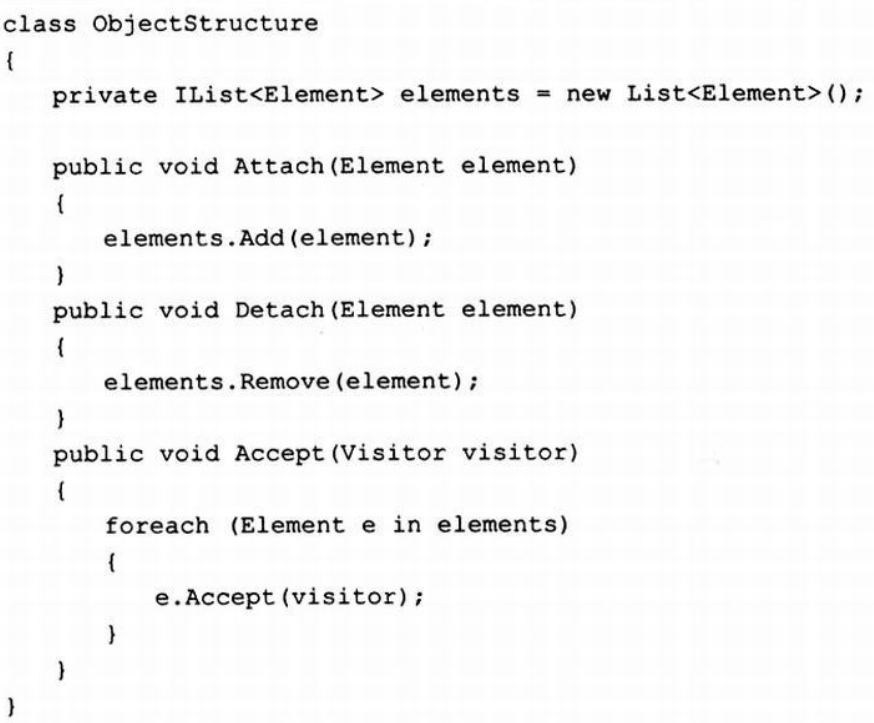 class ObjectStructure
{
    private IList<Element> elements = new List<Element>();

    public void Attach(Element element)
    {
        elements.Add(element);
    }
    public void Detach(Element element)
    {
        elements.Remove(element);
    }
    public void Accept(Visitor visitor)
    {
        foreach (Element e in elements)
        {
            e.Accept(visitor);
        }
    }
}